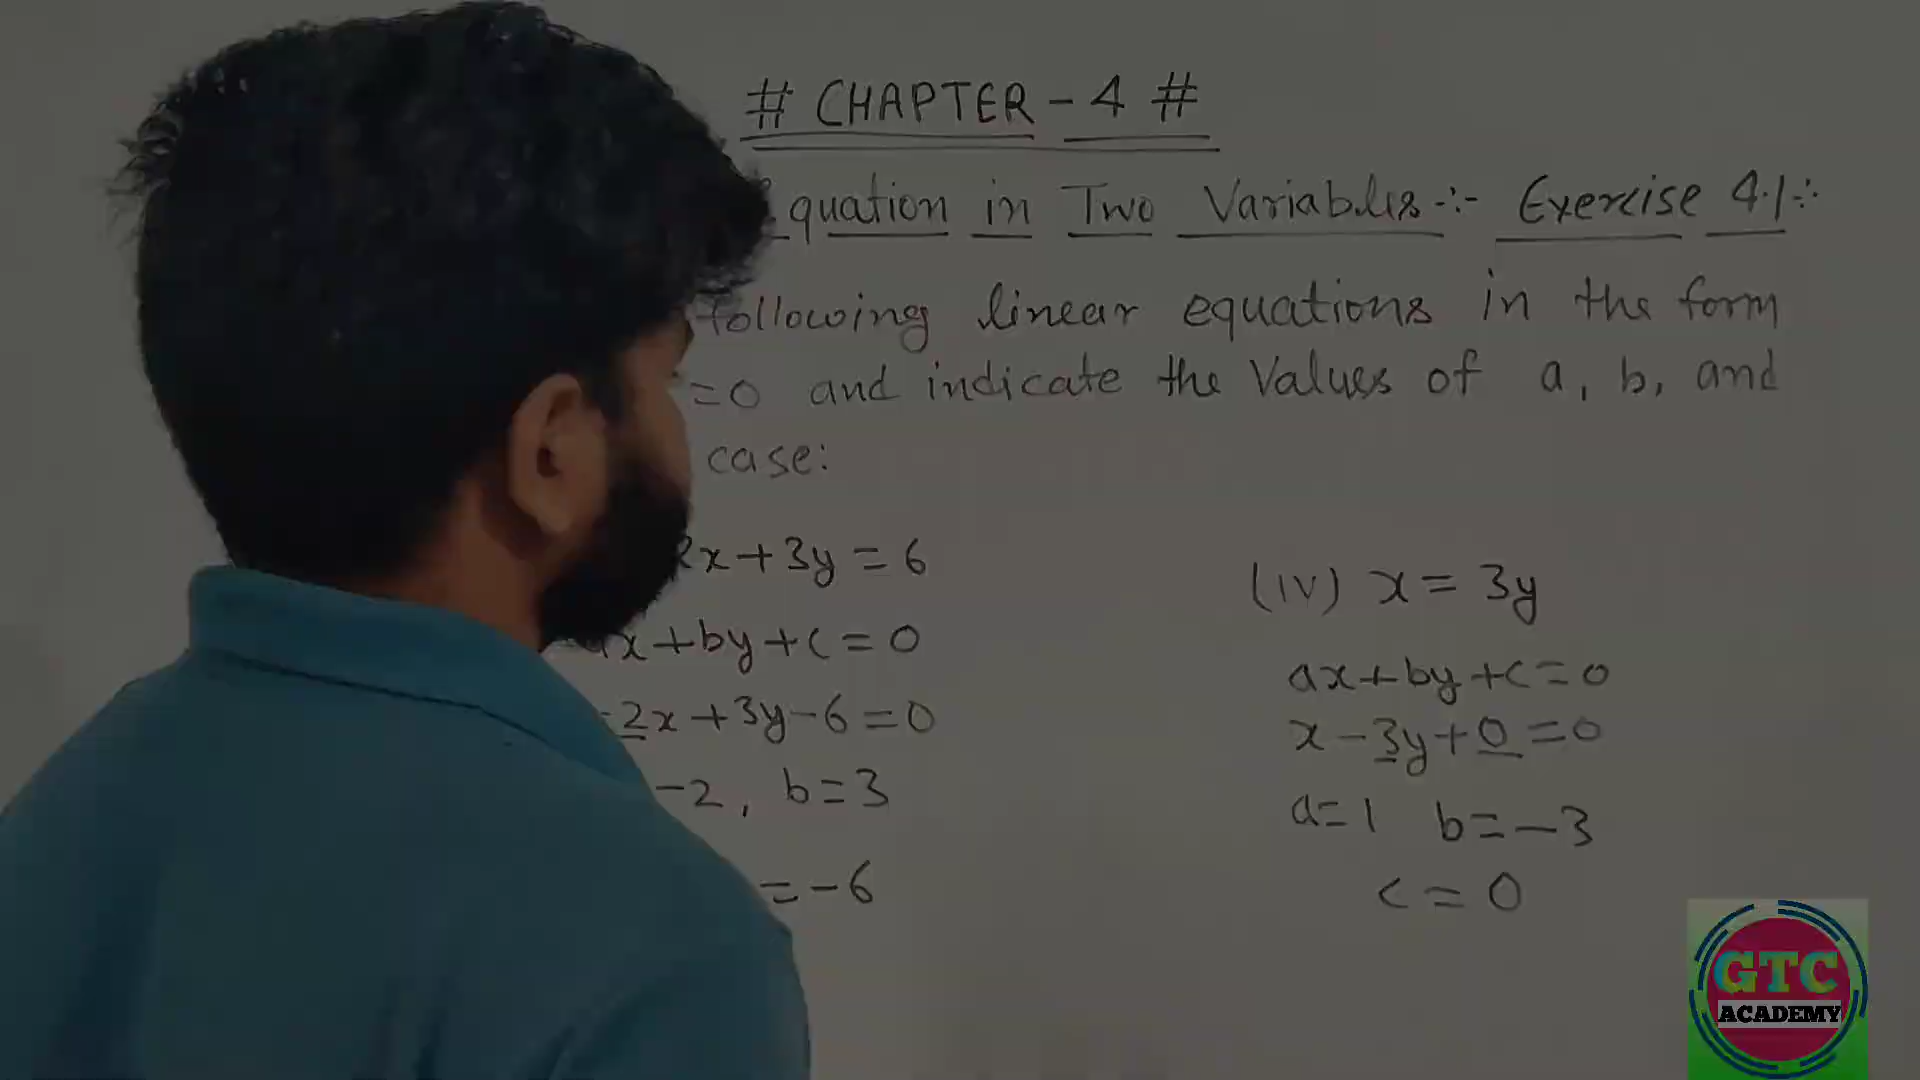 # CHAPTER - 4 #
quation in Two Variables :- Exercise 4.1 :-
following linear equations in the form
=0 and indicate the Values of a, b, and
case:
2x+3y=6
x+by+c=0
-2x+3y-6=0
-2, b=3
=-6
(iv) x = 3y
ax+by+c=0
x-3y+0=0
a=1 b=-3
c=0
GTC
ACADEMY